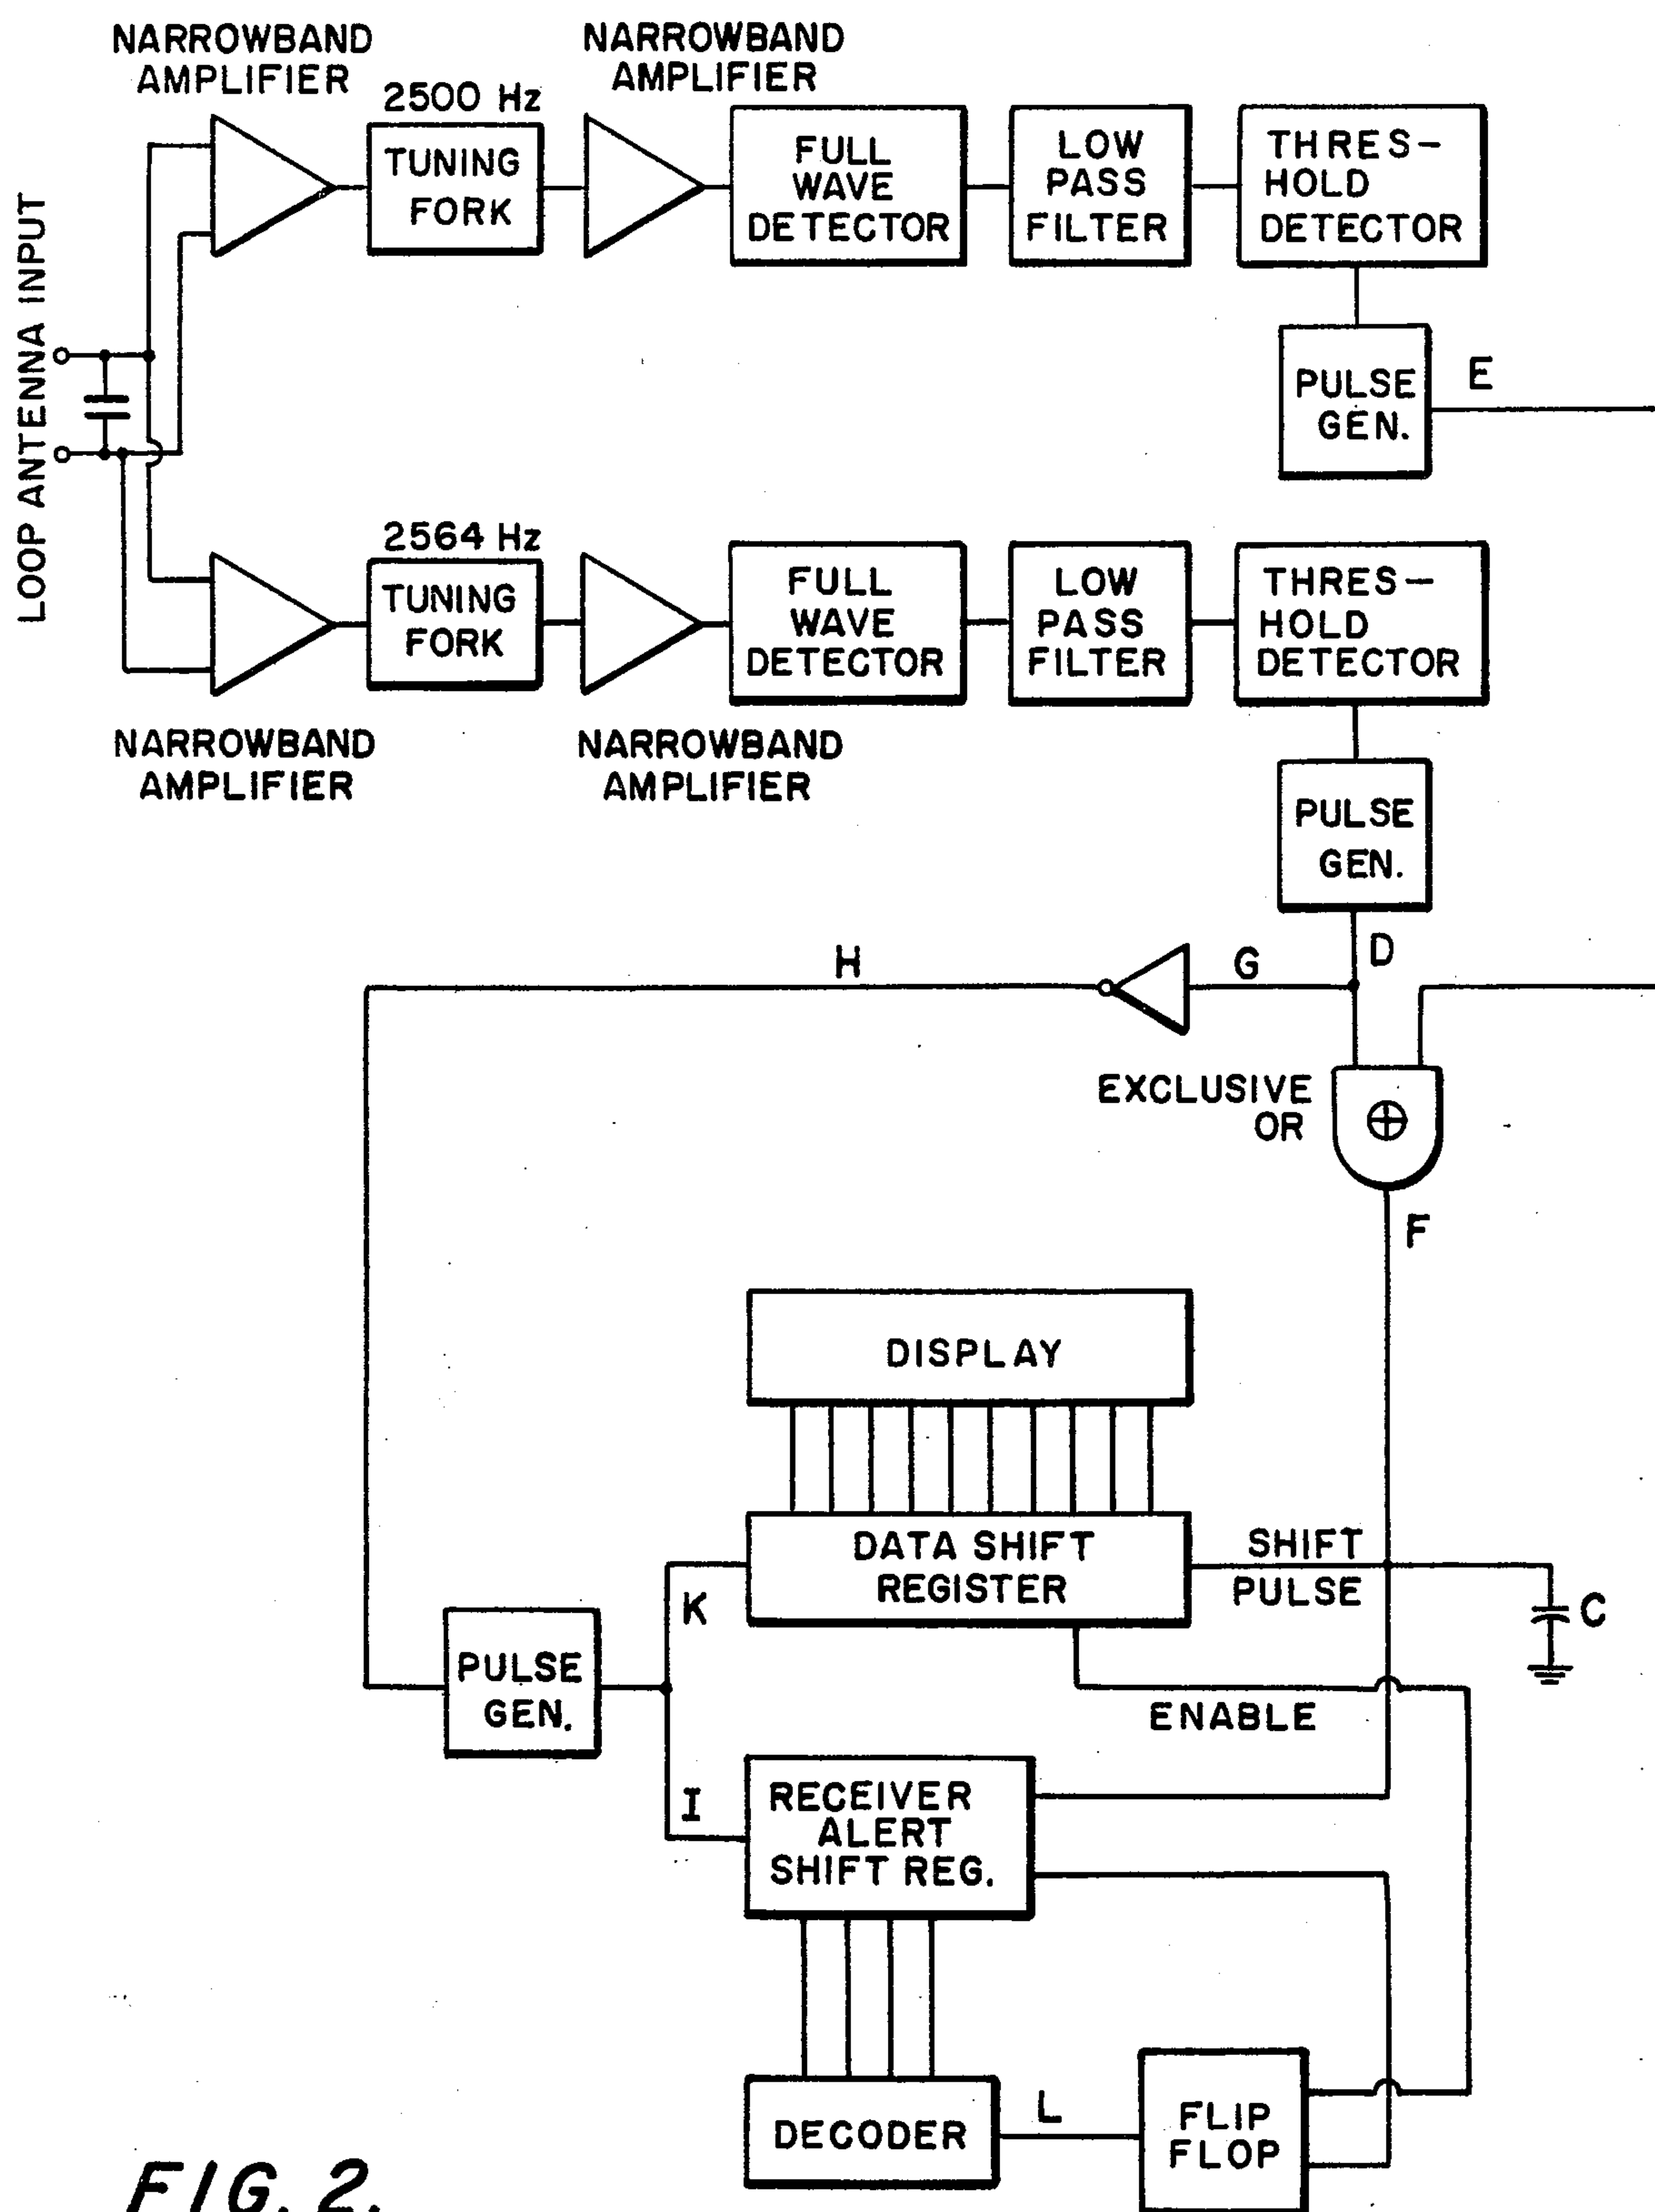 NARROWBAND
AMPLIFIER
NARROWBAND
AMPLIFIER
2500 Hz
TUNING
FORK
FULL
WAVE
DETECTOR
LOW
PASS
FILTER
THRES-
HOLD
DETECTOR
LOOP ANTENNA INPUT
PULSE
GEN.
E
2564 Hz
TUNING
FORK
FULL
WAVE
DETECTOR
LOW
PASS
FILTER
THRES-
HOLD
DETECTOR
NARROWBAND
AMPLIFIER
NARROWBAND
AMPLIFIER
PULSE
GEN.
H
G
D
EXCLUSIVE
OR
F
DISPLAY
DATA SHIFT
REGISTER
SHIFT
PULSE
C
K
PULSE
GEN.
ENABLE
I
RECEIVER
ALERT
SHIFT REG.
DECODER
L
FLIP
FLOP
FIG. 2.